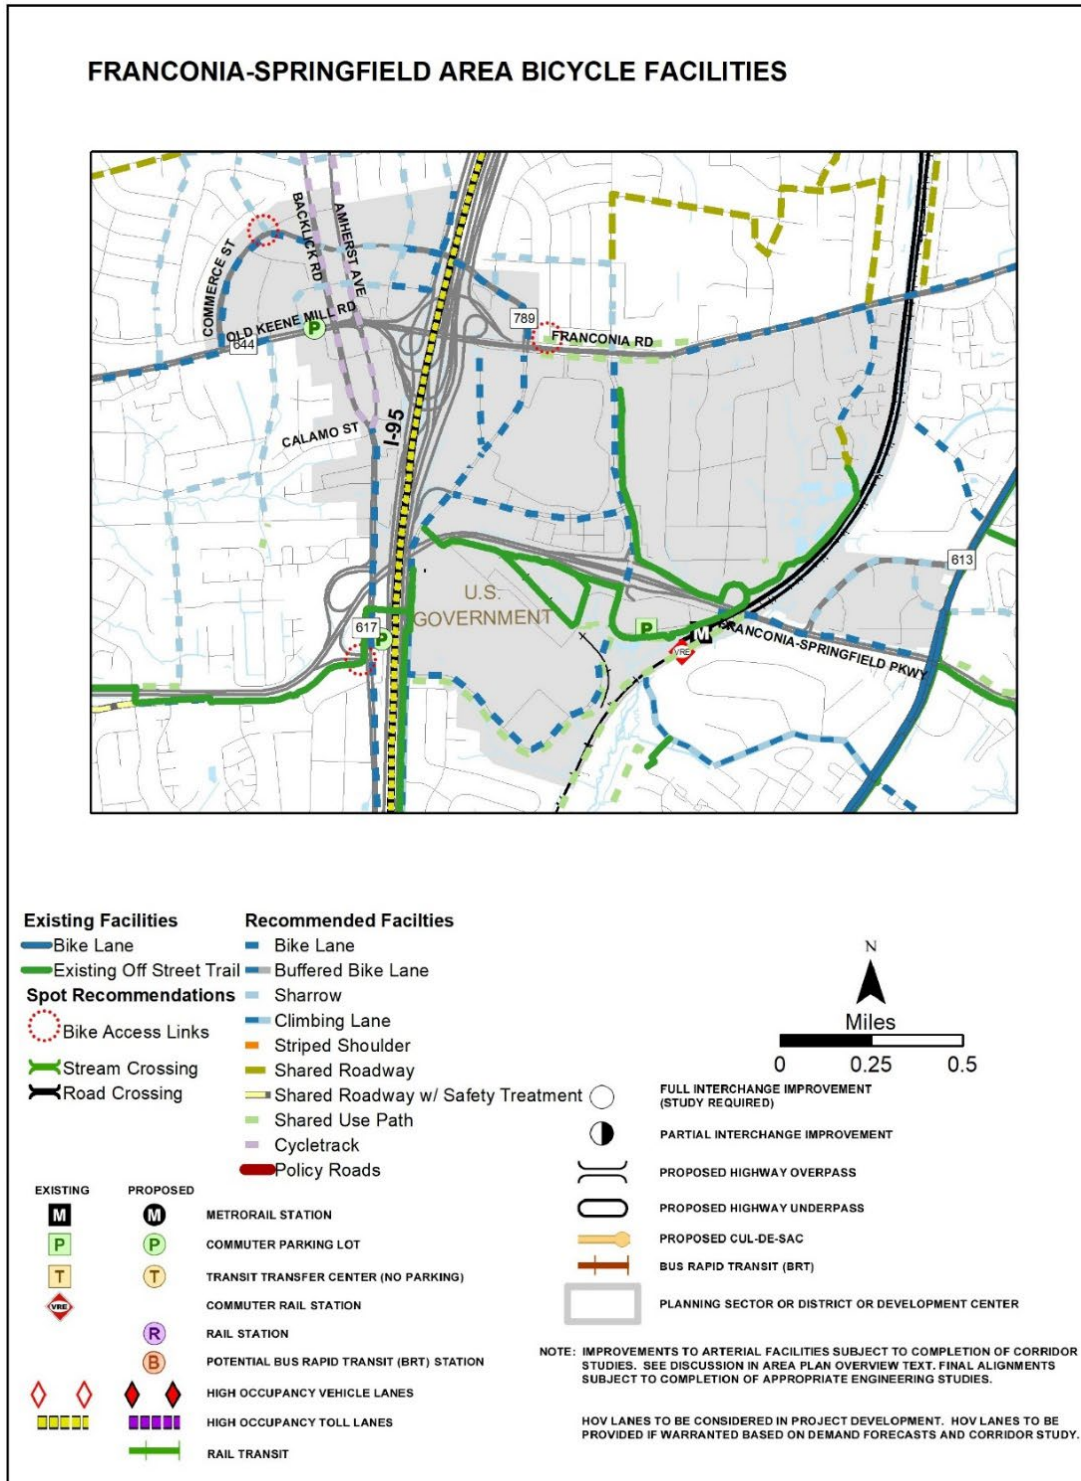 FRANCONIA-SPRINGFIELD AREA BICYCLE FACILITIES
COMMERCE ST
BACKLICK RD
AMHERST AVE
OLD KEENE MILL RD
P
644
789
FRANCONIA RD
I-95
CALAMO ST
U.S.
GOVERNMENT
613
617
P
P
M
VRE
FRANCONIA-SPRINGFIELD PKWY
Existing Facilities
Bike Lane
Existing Off Street Trail
Spot Recommendations
Bike Access Links
Stream Crossing
Road Crossing
Recommended Facilties
Bike Lane
Buffered Bike Lane
Sharrow
Climbing Lane
Striped Shoulder
Shared Roadway
Shared Roadway w/ Safety Treatment
Shared Use Path
Cycletrack
Policy Roads
N
Miles
0 0.25 0.5
EXISTING PROPOSED
M M METRORAIL STATION
P P COMMUTER PARKING LOT
T T TRANSIT TRANSFER CENTER (NO PARKING)
VRE COMMUTER RAIL STATION
R RAIL STATION
B POTENTIAL BUS RAPID TRANSIT (BRT) STATION
HIGH OCCUPANCY VEHICLE LANES
HIGH OCCUPANCY TOLL LANES
RAIL TRANSIT
FULL INTERCHANGE IMPROVEMENT
(STUDY REQUIRED)
PARTIAL INTERCHANGE IMPROVEMENT
PROPOSED HIGHWAY OVERPASS
PROPOSED HIGHWAY UNDERPASS
PROPOSED CUL-DE-SAC
BUS RAPID TRANSIT (BRT)
PLANNING SECTOR OR DISTRICT OR DEVELOPMENT CENTER
NOTE: IMPROVEMENTS TO ARTERIAL FACILITIES SUBJECT TO COMPLETION OF CORRIDOR
STUDIES. SEE DISCUSSION IN AREA PLAN OVERVIEW TEXT. FINAL ALIGNMENTS
SUBJECT TO COMPLETION OF APPROPRIATE ENGINEERING STUDIES.
HOV LANES TO BE CONSIDERED IN PROJECT DEVELOPMENT. HOV LANES TO BE
PROVIDED IF WARRANTED BASED ON DEMAND FORECASTS AND CORRIDOR STUDY.